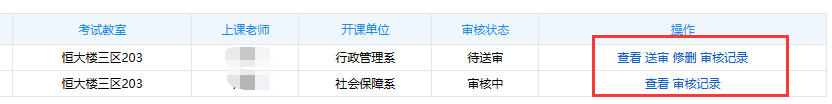 考试教室 上课老师 开课单位 审核状态 操作
恒大楼三区203 行政管理系 待送审 查看 送审 修删 审核记录
恒大楼三区203 社会保障系 审核中 查看 审核记录